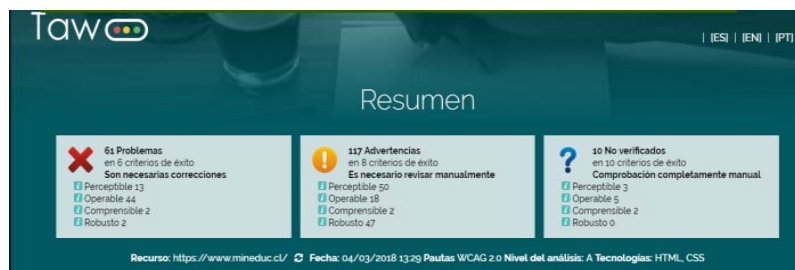 Taw
| [ES] | [EN] | [PT]
Resumen
61 Problemas
en 6 criterios de éxito
Son necesarias correcciones
Perceptible 13
Operable 44
Comprensible 2
Robusto 2
117 Advertencias
en 8 criterios de éxito
Es necesario revisar manualmente
Perceptible 50
Operable 18
Comprensible 2
Robusto 47
10 No verificados
en 10 criterios de éxito
Comprobación completamente manual
Perceptible 3
Operable 5
Comprensible 2
Robusto 0
Recurso: https://www.mineduc.cl/ Fecha: 04/03/2018 13:29 Pautas WCAG 2.0 Nivel del análisis: A Tecnologías: HTML, CSS